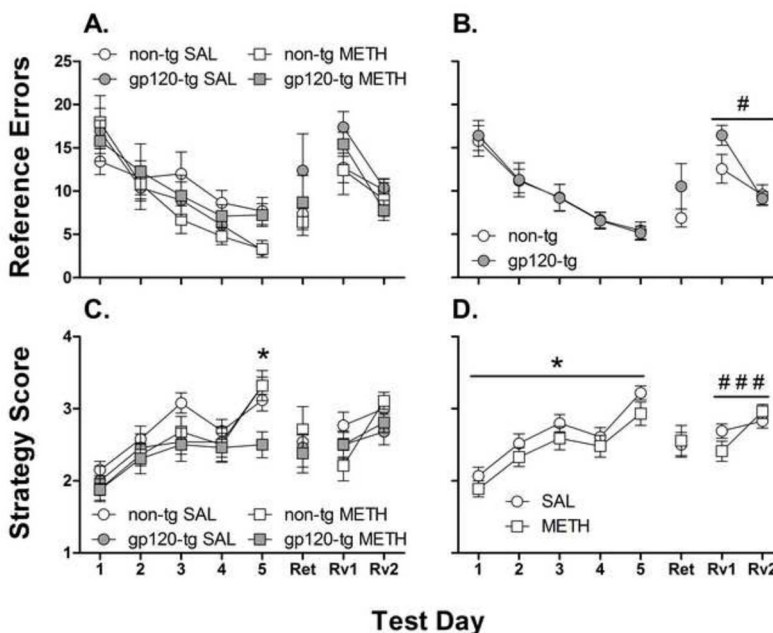 A.
B.
non-tg SAL non-tg METH
gp120-tg SAL gp120-tg METH
#
Reference Errors
25
20
15
10
5
0
non-tg
gp120-tg
C.
D.
Strategy Score
4
3
2
1
*
*
###
non-tg SAL non-tg METH
gp120-tg SAL gp120-tg METH
SAL
METH
1 2 3 4 5 Ret Rv1 Rv2
1 2 3 4 5 Ret Rv1 Rv2
Test Day